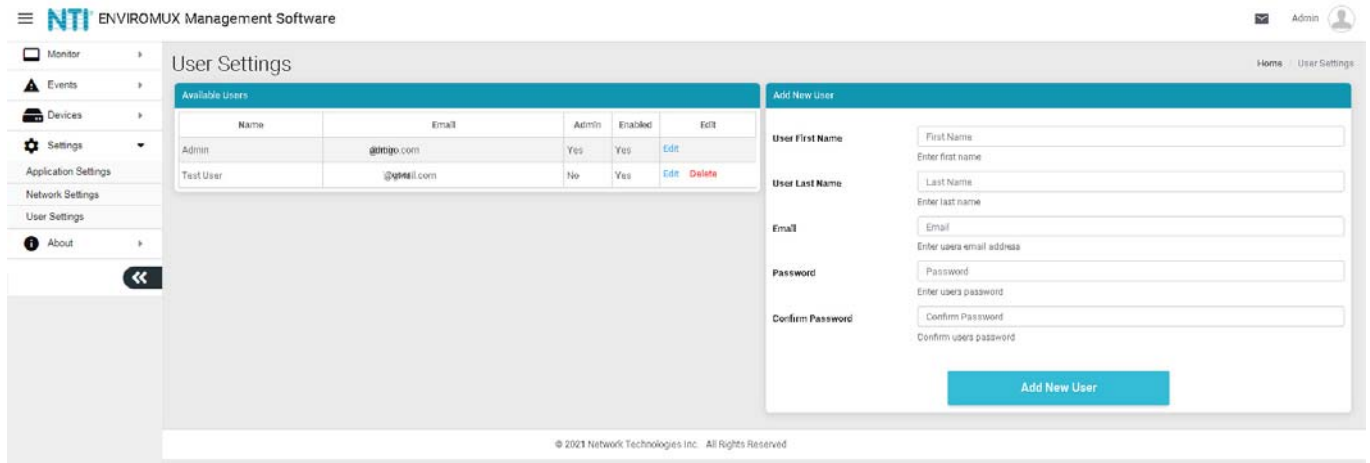 NTI ENVIROMUX Management Software
Admin
Monitor
Events
Devices
Settings
Application Settings
Network Settings
User Settings
About
User Settings
Home / User Settings
Available Users
Name Email Admin Enabled Edit
Admin .com Yes Yes Edit
Test User .com No Yes Edit Delete
Add New User
User First Name
First Name
Enter first name
User Last Name
Last Name
Enter last name
Email
Email
Enter users email address
Password
Password
Enter users password
Confirm Password
Confirm Password
Confirm users password
Add New User
© 2021 Network Technologies Inc. All Rights Reserved